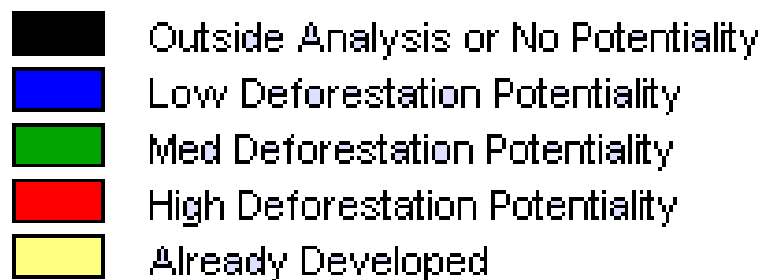 Outside Analysis or No Potentiality
Low Deforestation Potentiality
Med Deforestation Potentiality
High Deforestation Potentiality
Already Developed